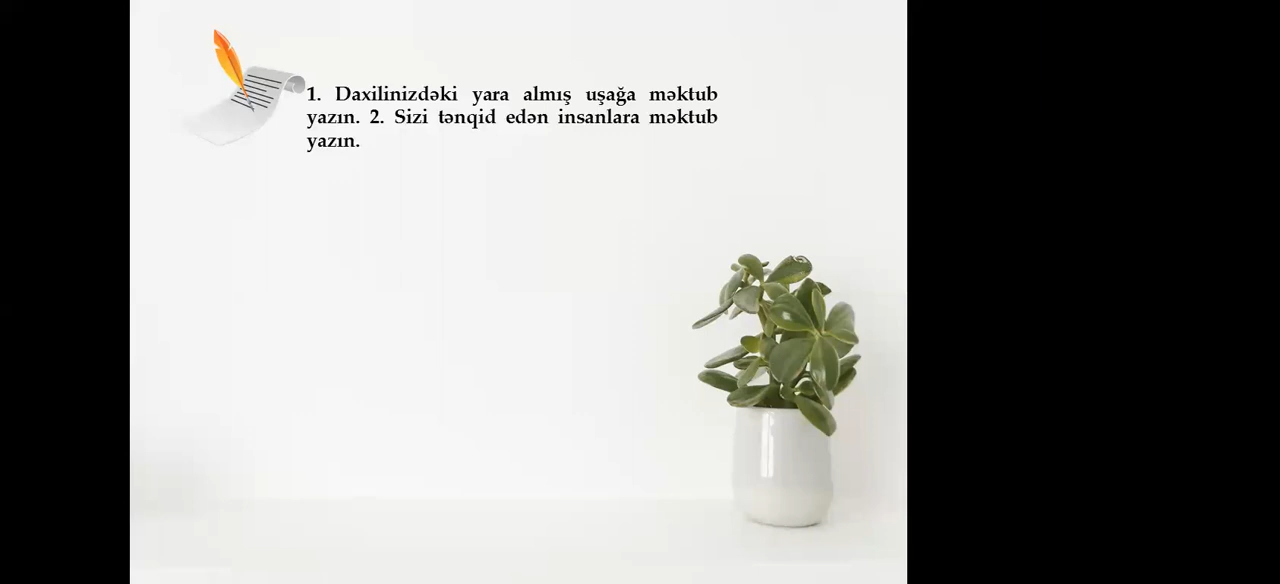 1. Daxilinizdəki yara almış uşağa məktub
yazın. 2. Sizi tənqid edən insanlara məktub
yazın.